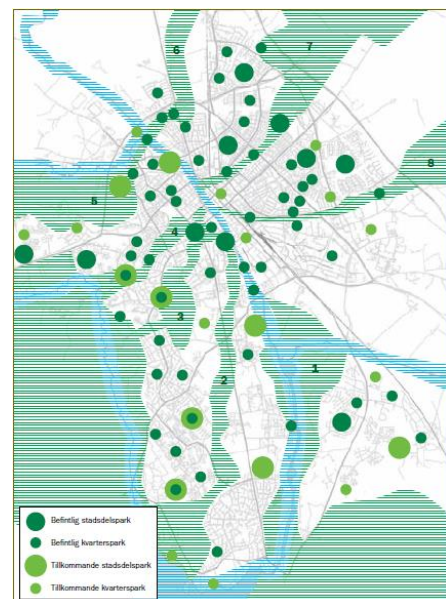 6
7
8
5
4
3
2
1
Befintlig stadsdelspark
Befintlig kvarterspark
Tillkommande stadsdelspark
Tillkommande kvarterspark